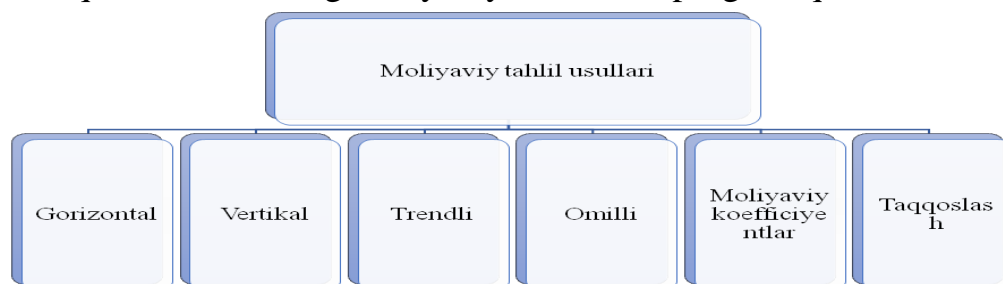 Moliyaviy tahlil usullari
Gorizontal
Vertikal
Trendli
Omilli
Moliyaviy
koefficiye
ntlar
Taqqoslas
h